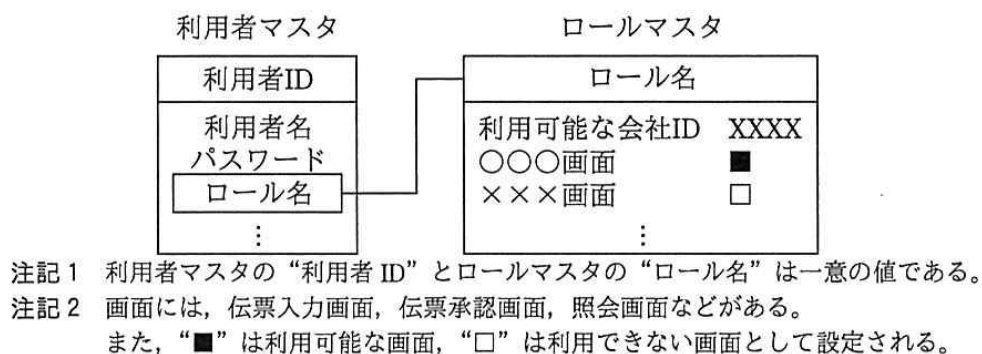 利用者マスタ
ロールマスタ
利用者ID
利用者名
パスワード
ロール名
⋮
ロール名
利用可能な会社ID XXXX
○○○画面 ■
×××画面 □
⋮
注記1 利用者マスタの“利用者 ID”とロールマスタの“ロール名”は一意の値である。
注記2 画面には，伝票入力画面，伝票承認画面，照会画面などがある。
また，“■”は利用可能な画面，“□”は利用できない画面として設定される。